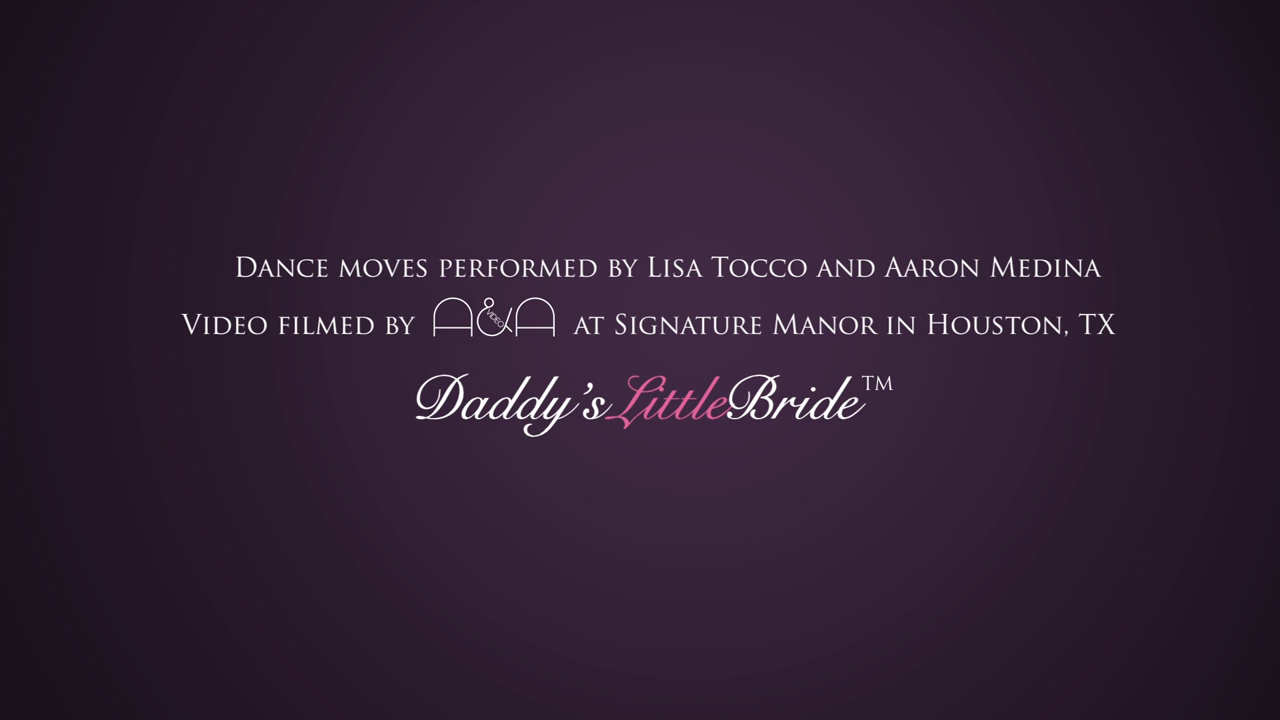 Dance moves performed by Lisa Tocco and Aaron Medina
Video filmed by A&A VIDEO at Signature Manor in Houston, TX
Daddy's Little Bride™